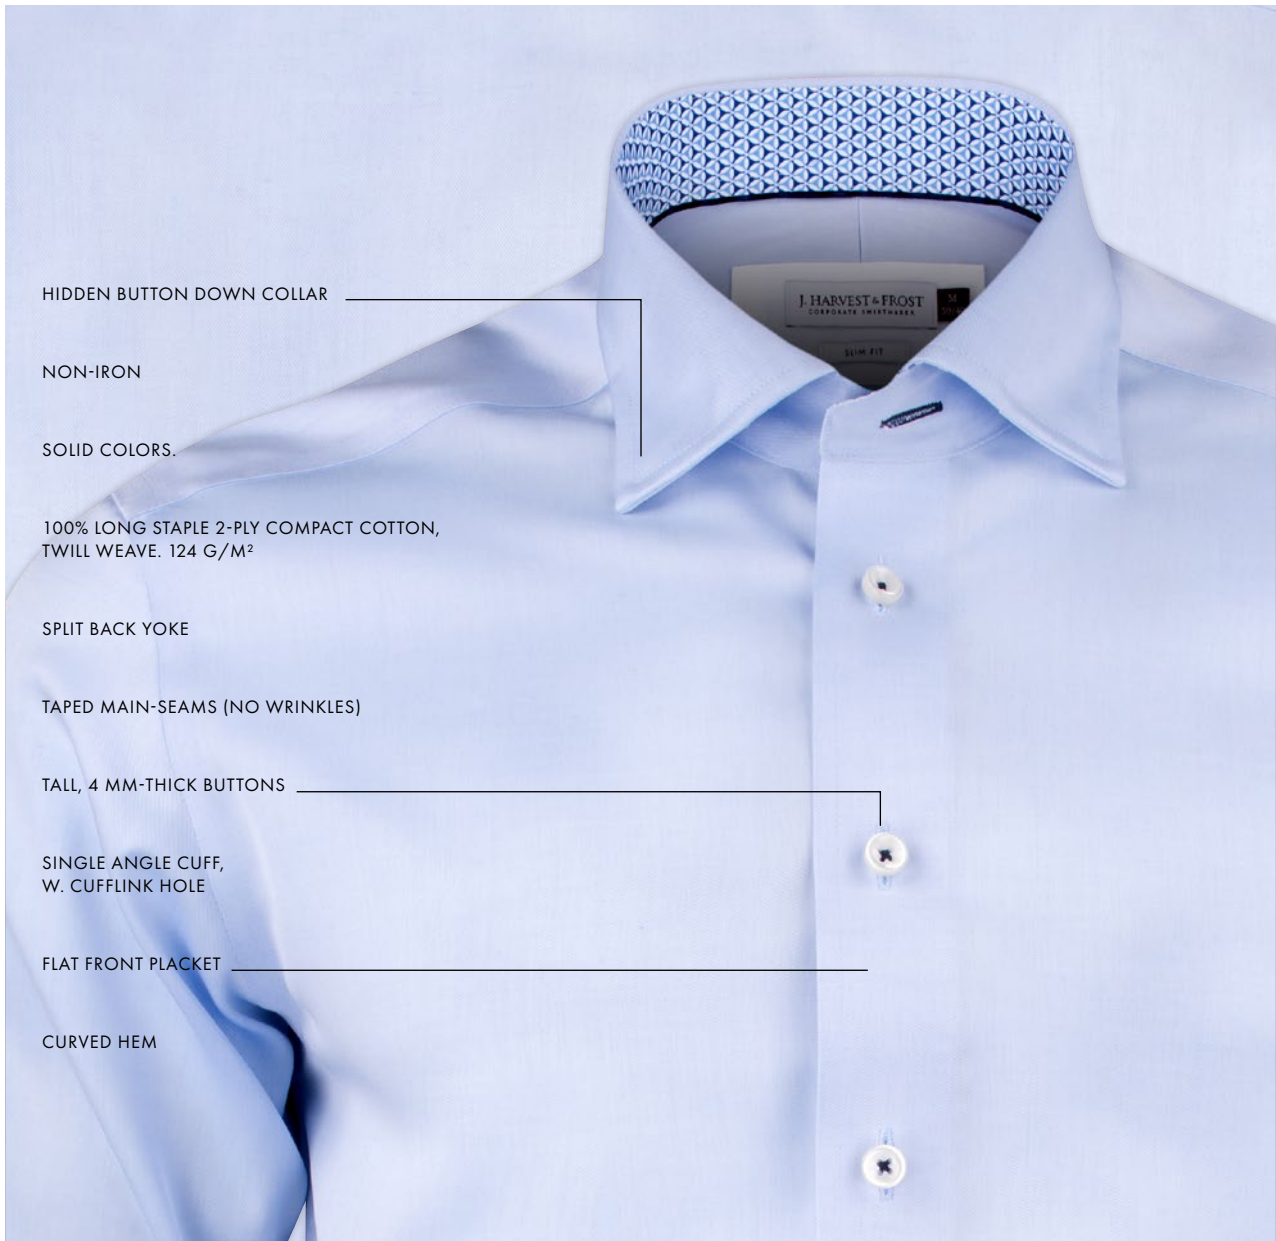 HIDDEN BUTTON DOWN COLLAR
NON-IRON
SOLID COLORS.
100% LONG STAPLE 2-PLY COMPACT COTTON,
TWILL WEAVE. 124 G/M²
SPLIT BACK YOKE
TAPED MAIN-SEAMS (NO WRINKLES)
TALL, 4 MM-THICK BUTTONS
SINGLE ANGLE CUFF,
W. CUFFLINK HOLE
FLAT FRONT PLACKET
CURVED HEM
J. HARVEST & FROST
CORPORATE SHIRTMAKER
M
SLIM FIT